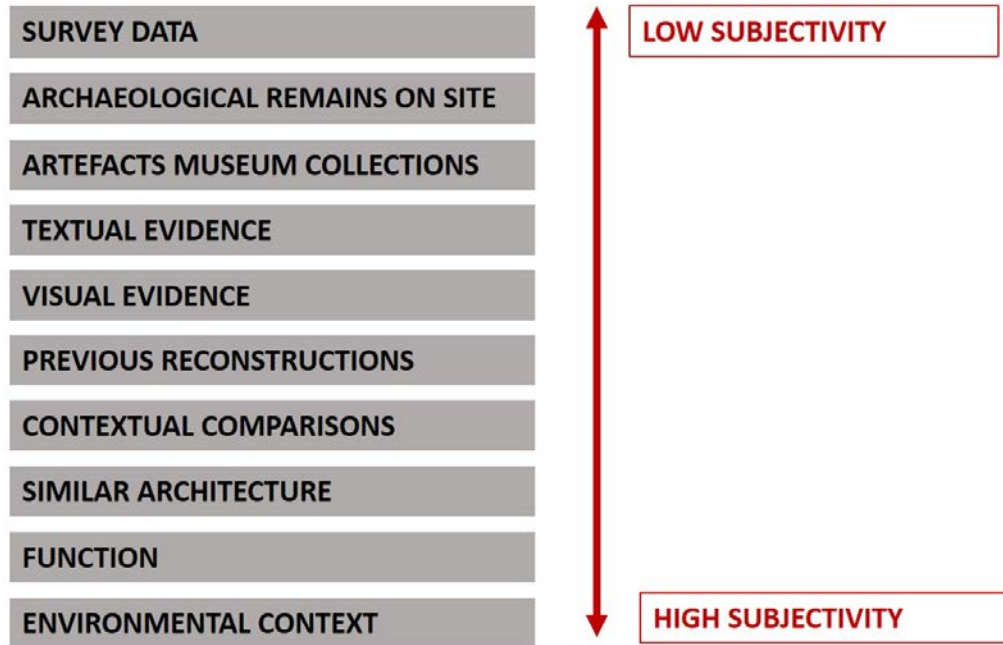 SURVEY DATA
LOW SUBJECTIVITY
ARCHAEOLOGICAL REMAINS ON SITE
ARTEFACTS MUSEUM COLLECTIONS
TEXTUAL EVIDENCE
VISUAL EVIDENCE
PREVIOUS RECONSTRUCTIONS
CONTEXTUAL COMPARISONS
SIMILAR ARCHITECTURE
FUNCTION
ENVIRONMENTAL CONTEXT
HIGH SUBJECTIVITY